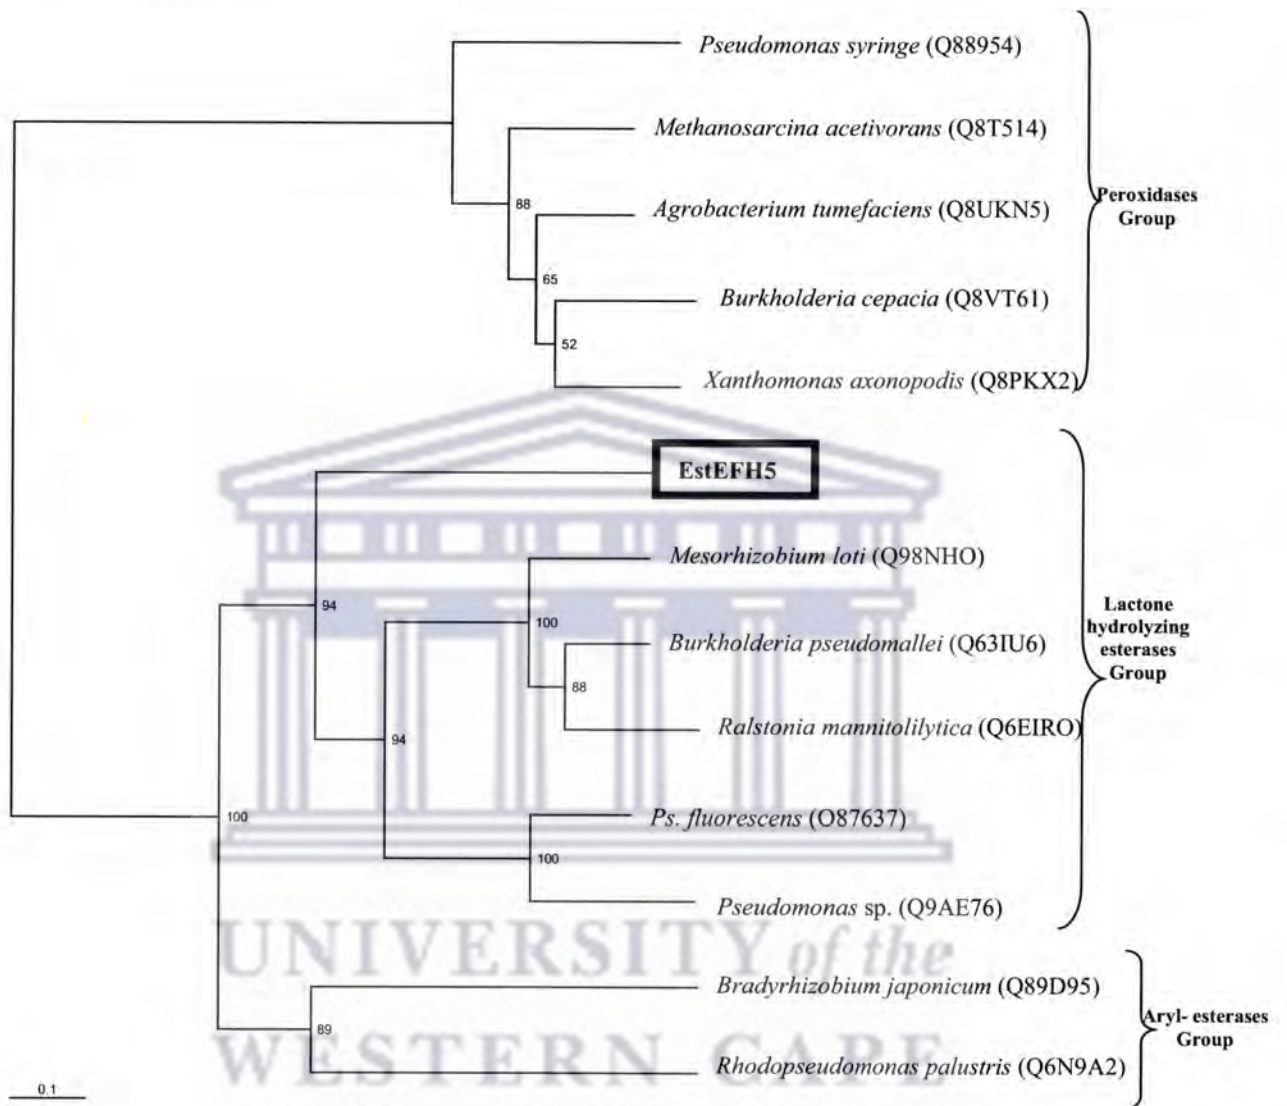 Pseudomonas syringe (Q88954)
Methanosarcina acetivorans (Q8T514)
88
Agrobacterium tumefaciens (Q8UKN5)
Peroxidases
Group
65
Burkholderia cepacia (Q8VT61)
52
Xanthomonas axonopodis (Q8PKX2)
EstEFH5
Mesorhizobium loti (Q98NHO)
94
100
Lactone
hydrolyzing
esterases
Group
Burkholderia pseudomallei (Q63IU6)
88
Ralstonia mannitolilytica (Q6EIRO)
94
100
Ps. fluorescens (O87637)
100
Pseudomonas sp. (Q9AE76)
UNIVERSITY of the
Bradyrhizobium japonicum (Q89D95)
Aryl- esterases
Group
89
WESTERN CAPE
Rhodopseudomonas palustris (Q6N9A2)
0.1